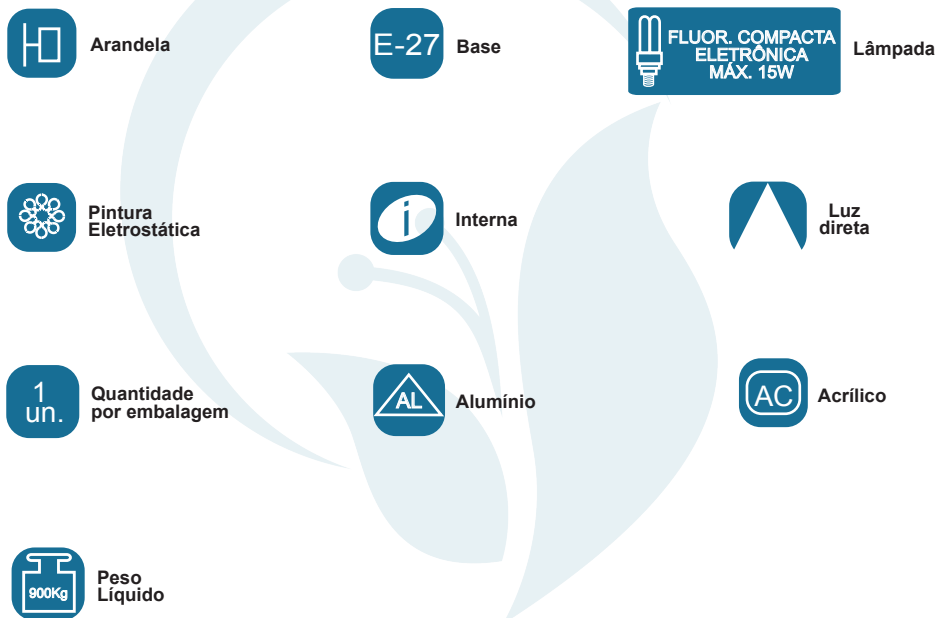 Arandela
E-27
Base
FLUOR. COMPACTA
ELETRÔNICA
MÁX. 15W
Lâmpada
Pintura
Eletrostática
i
Interna
Luz
direta
1
un.
Quantidade
por embalagem
AL
Alumínio
AC
Acrílico
900Kg
Peso
Líquido